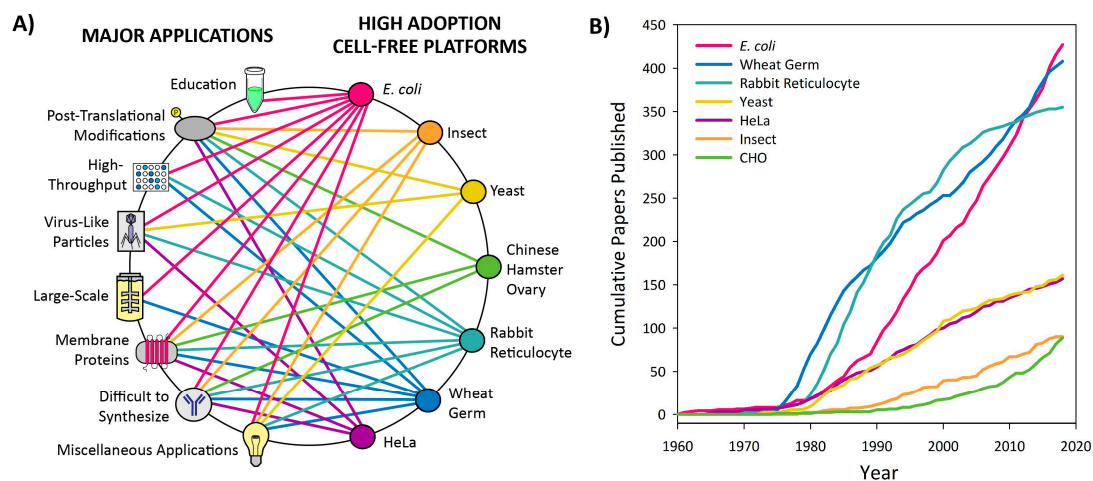 A)
MAJOR APPLICATIONS
HIGH ADOPTION
CELL-FREE PLATFORMS
Education
Post-Translational
Modifications
P
High-
Throughput
Virus-Like
Particles
Large-Scale
Membrane
Proteins
Difficult to
Synthesize
Miscellaneous Applications
E. coli
Insect
Yeast
Chinese
Hamster
Ovary
Rabbit
Reticulocyte
Wheat
Germ
HeLa
B)
Cumulative Papers Published
450
400
350
300
250
200
150
100
50
0
E. coli
Wheat Germ
Rabbit Reticulocyte
Yeast
HeLa
Insect
CHO
1960
1970
1980
1990
2000
2010
2020
Year